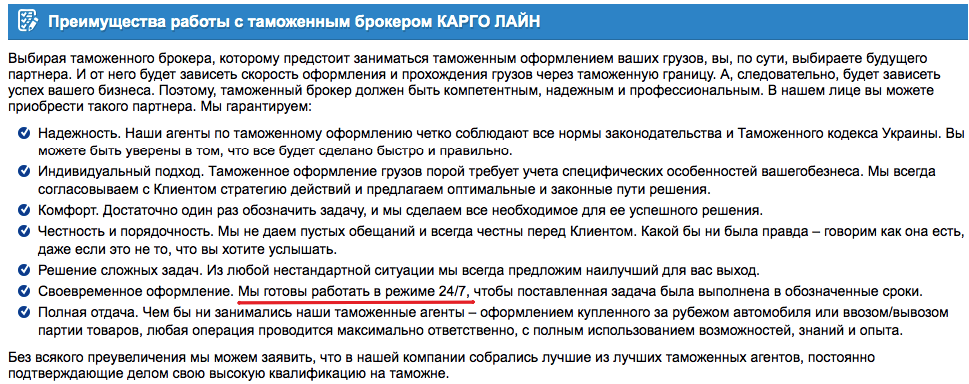 Преимущества работы с таможенным брокером КАРГО ЛАЙН
Выбирая таможенного брокера, которому предстоит заниматься таможенным оформлением ваших грузов, вы, по сути, выбираете будущего
партнера. И от него будет зависеть скорость оформления и прохождения грузов через таможенную границу. А, следовательно, будет зависеть
успех вашего бизнеса. Поэтому, таможенный брокер должен быть компетентным, надежным и профессиональным. В нашем лице вы можете
приобрести такого партнера. Мы гарантируем:
Надежность. Наши агенты по таможенному оформлению четко соблюдают все нормы законодательства и Таможенного кодекса Украины. Вы
можете быть уверены в том, что все будет сделано быстро и правильно.
Индивидуальный подход. Таможенное оформление грузов порой требует учета специфических особенностей вашегобизнеса. Мы всегда
согласовываем с Клиентом стратегию действий и предлагаем оптимальные и законные пути решения.
Комфорт. Достаточно один раз обозначить задачу, и мы сделаем все необходимое для ее успешного решения.
Честность и порядочность. Мы не даем пустых обещаний и всегда честны перед Клиентом. Какой бы ни была правда – говорим как она есть,
даже если это не то, что вы хотите услышать.
Решение сложных задач. Из любой нестандартной ситуации мы всегда предложим наилучший для вас выход.
Своевременное оформление. Мы готовы работать в режиме 24/7, чтобы поставленная задача была выполнена в обозначенные сроки.
Полная отдача. Чем бы ни занимались наши таможенные агенты – оформлением купленного за рубежом автомобиля или ввозом/вывозом
партии товаров, любая операция проводится максимально ответственно, с полным использованием возможностей, знаний и опыта.
Без всякого преувеличения мы можем заявить, что в нашей компании собрались лучшие из лучших таможенных агентов, постоянно
подтверждающие делом свою высокую квалификацию на таможне.